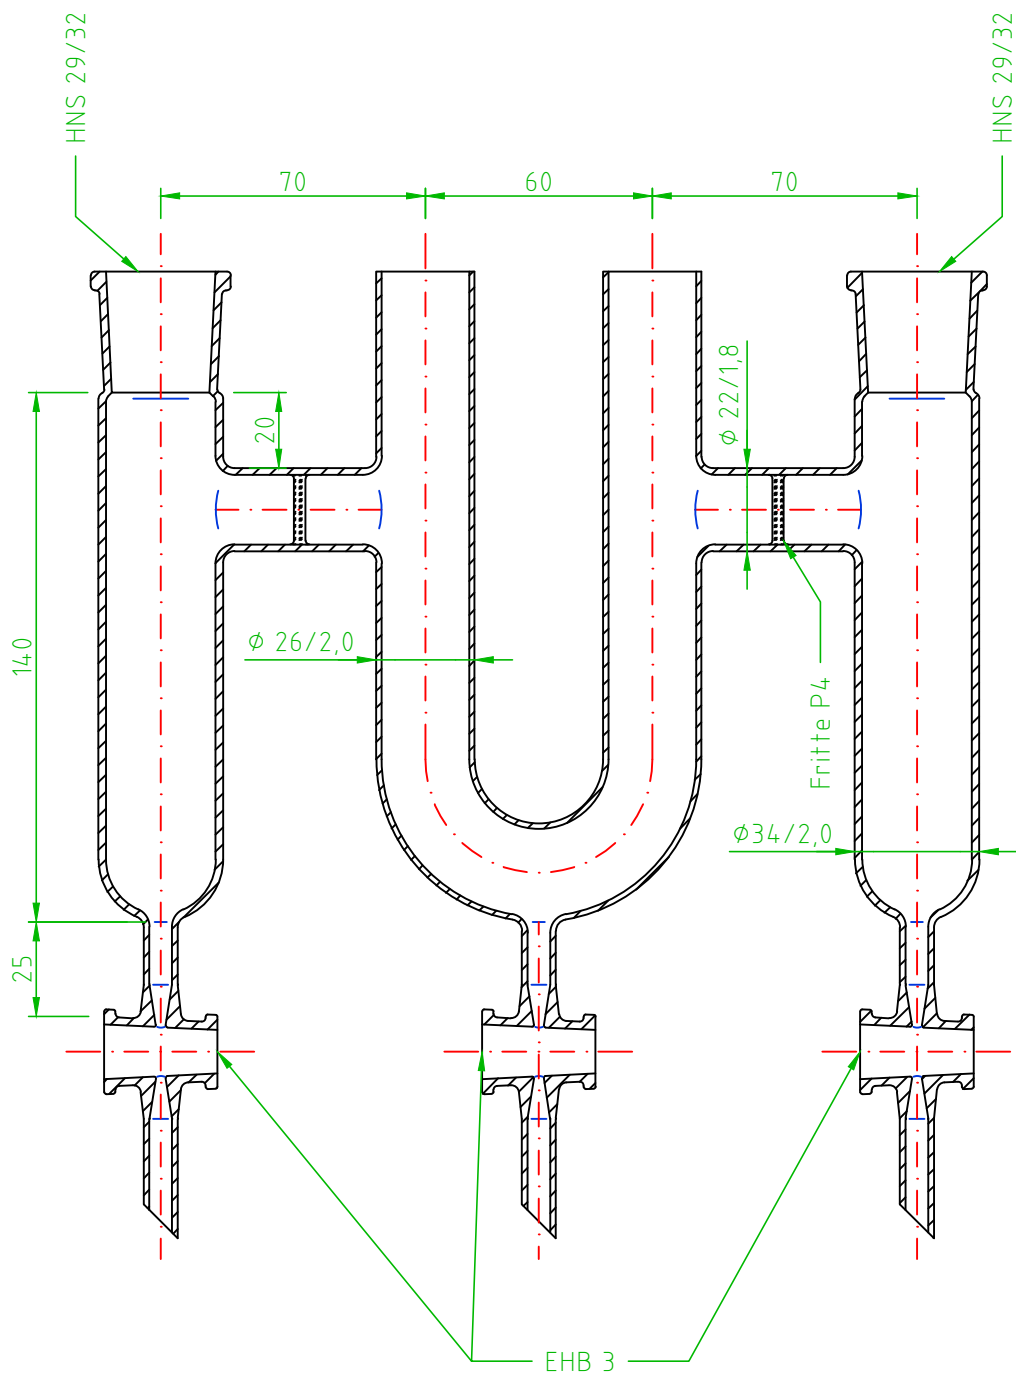 HNS 29/32
HNS 29/32
70
60
70
20
Φ 22/1,8
140
Φ 26/2,0
Fritte P4
Φ34/2,0
25
EHB 3